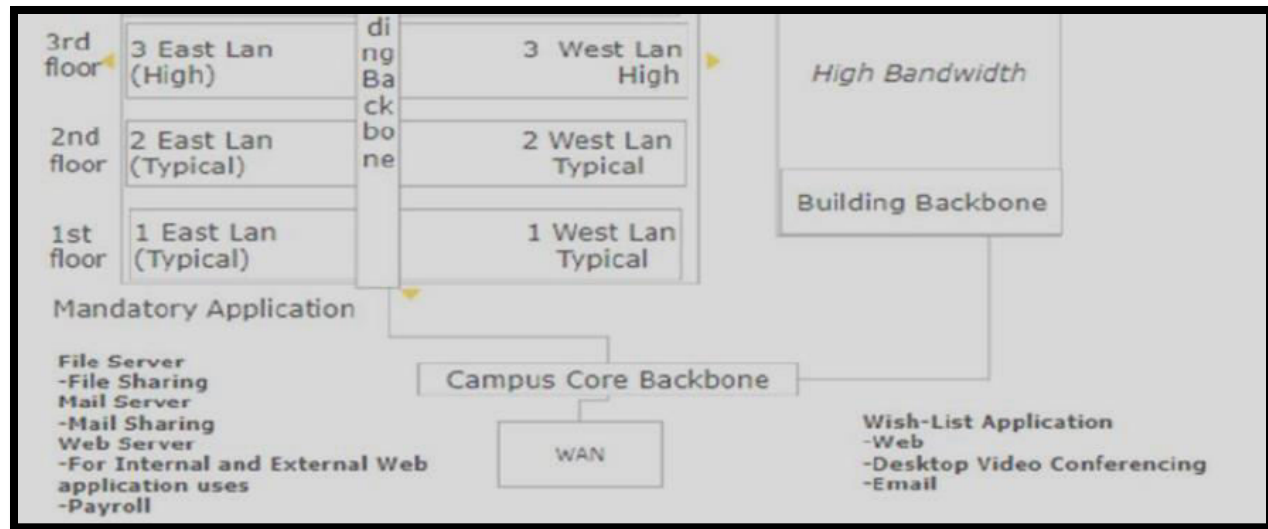 3rd
floor
3 East Lan
(High)
di
ng
Ba
ck
bo
ne
3 West Lan
High
High Bandwidth
2nd
floor
2 East Lan
(Typical)
2 West Lan
Typical
Building Backbone
1st
floor
1 East Lan
(Typical)
1 West Lan
Typical
Mandatory Application
File Server
-File Sharing
Mail Server
-Mail Sharing
Web Server
-For Internal and External Web
application uses
-Payroll
Campus Core Backbone
WAN
Wish-List Application
-Web
-Desktop Video Conferencing
-Email